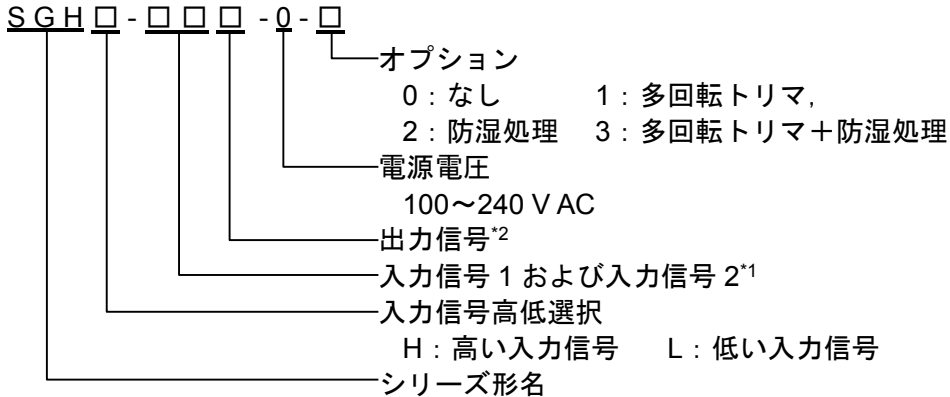 SGH□-□□□-0-□
オプション
0：なし 1：多回転トリマ,
2：防湿処理 3：多回転トリマ＋防湿処理
電源電圧
100～240 V AC
出力信号*2
入力信号 1 および入力信号 2*1
入力信号高低選択
H：高い入力信号 L：低い入力信号
シリーズ形名